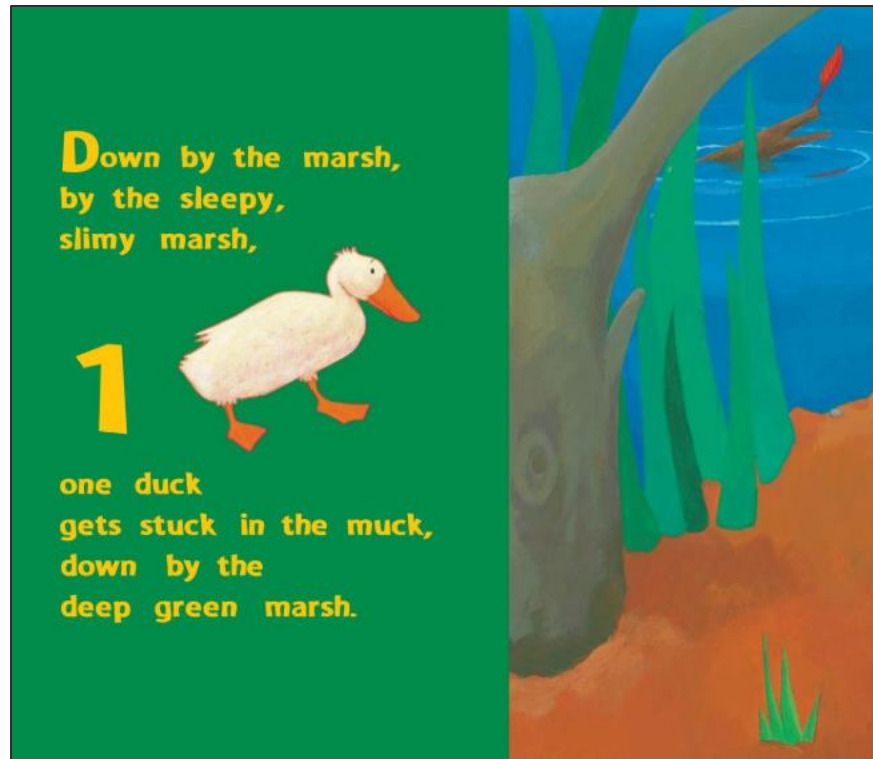 Down by the marsh,
by the sleepy,
slimy marsh,
1
one duck
gets stuck in the muck,
down by the
deep green marsh.